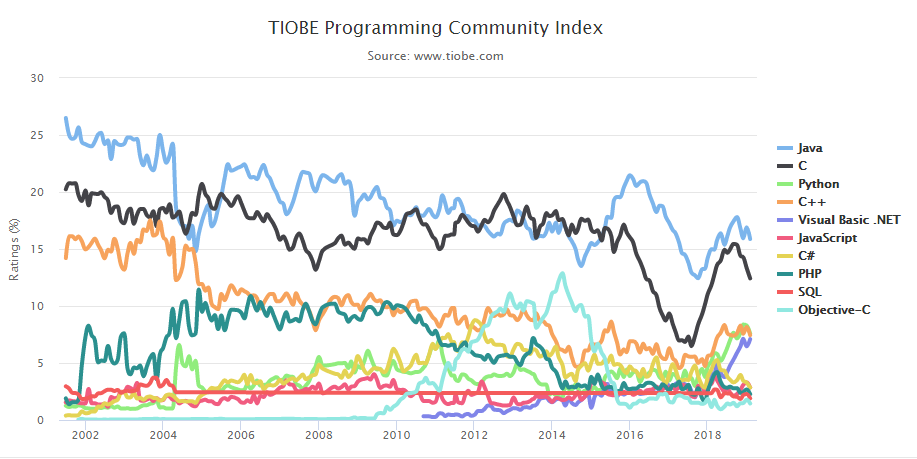 TIOBE Programming Community Index
Source: www.tiobe.com
Ratings (%)
30
25
20
15
10
5
0
2002 2004 2006 2008 2010 2012 2014 2016 2018
Java
C
Python
C++
Visual Basic .NET
JavaScript
C#
PHP
SQL
Objective-C